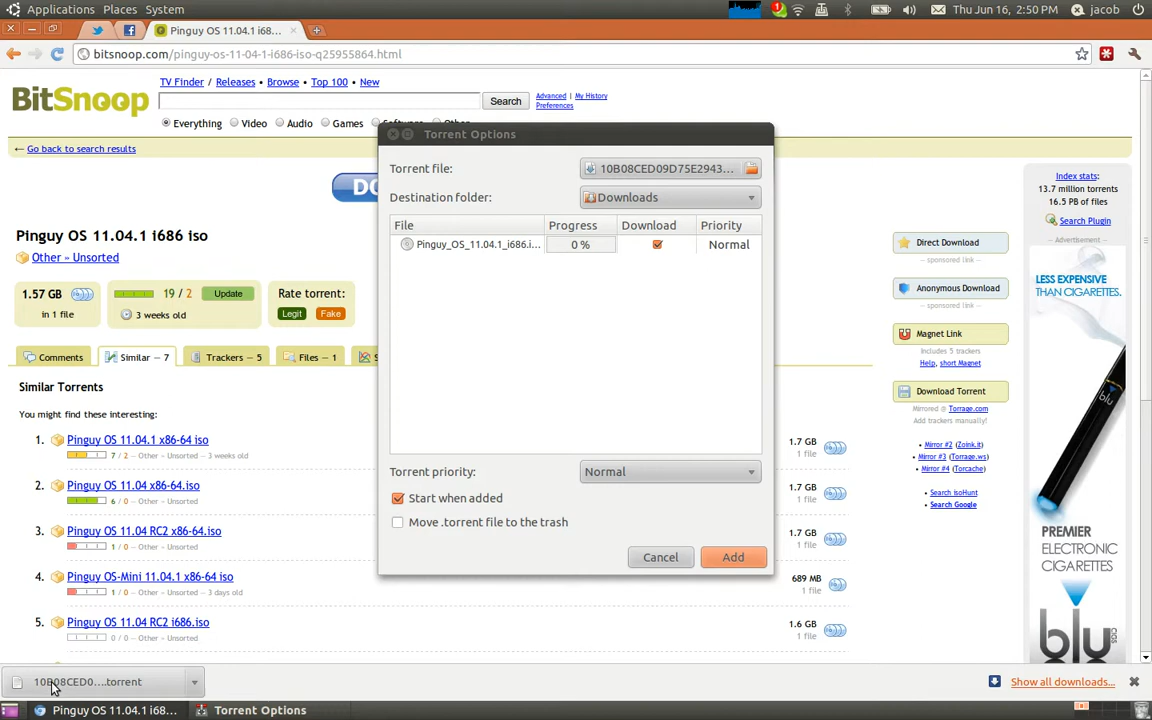 Applications Places System
1 Thu Jun 16, 2:50 PM jacob
Pinguy OS 11.04.1 i68...
bitsnoop.com/pinguy-os-11-04-1-i686-iso-q25955864.html
TV Finder / Releases • Browse • Top 100 • New
BitSnoop
Search
Advanced | My History
Preferences
Everything Video Audio Games Other
← Go back to search results
Torrent Options
Torrent file: 10B08CED09D75E2943...
Destination folder: Downloads
File Progress Download Priority
Pinguy_OS_11.04.1_i686.i... 0 % Normal
Torrent priority: Normal
Start when added
Move .torrent file to the trash
Cancel Add
DO
Pinguy OS 11.04.1 i686 iso
Other » Unsorted
1.57 GB
in 1 file
19 / 2 Update
3 weeks old
Rate torrent:
Legit Fake
Comments Similar — 7 Trackers — 5 Files — 1 S
Similar Torrents
You might find these interesting:
1. Pinguy OS 11.04.1 x86-64 iso
7 / 2 – Other – Unsorted – 3 weeks old
1.7 GB
1 file
2. Pinguy OS 11.04 x86-64.iso
6 / 0 – Other – Unsorted
1.7 GB
1 file
3. Pinguy OS 11.04 RC2 x86-64.iso
1 / 0 – Other – Unsorted
1.7 GB
1 file
4. Pinguy OS-Mini 11.04.1 x86-64 iso
1 / 0 – Other – Unsorted – 3 days old
689 MB
1 file
5. Pinguy OS 11.04 RC2 i686.iso
0 / 0 – Other – Unsorted
1.6 GB
1 file
Direct Download
— sponsored link —
Anonymous Download
— sponsored link —
Magnet Link
Includes 5 trackers
Help, short Magnet
Download Torrent
Mirrored @ Torrage.com
Add trackers manually!
Mirror #2 (Zoink.it)
Mirror #3 (Torrage.ws)
Mirror #4 (Torcache)
Search isoHunt
Search Google
Index stats:
13.7 million torrents
16.5 PB of files
Search Plugin
— Advertisement —
LESS EXPENSIVE
THAN CIGARETTES.
blu
PREMIER
ELECTRONIC
CIGARETTES
blu
CIGS
10B08CED0....torrent
Show all downloads...
Pinguy OS 11.04.1 i68... Torrent Options